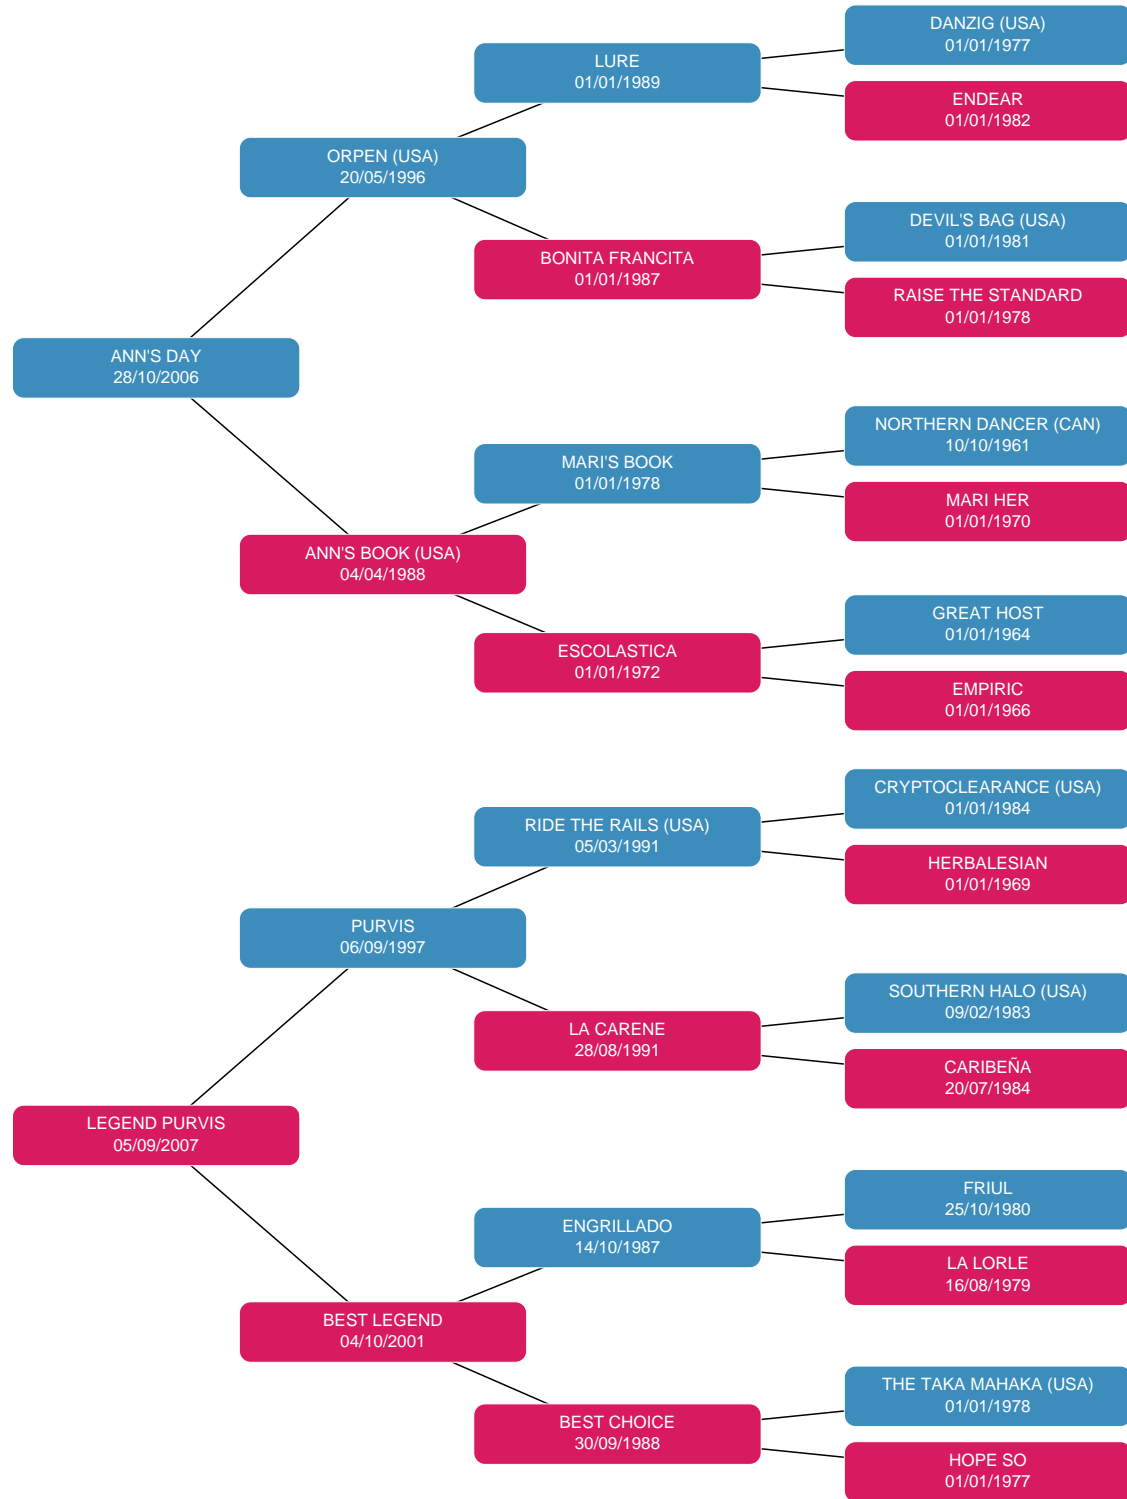 DANZIG (USA)
01/01/1977
LURE
01/01/1989
ENDEAR
01/01/1982
ORPEN (USA)
20/05/1996
DEVIL'S BAG (USA)
01/01/1981
BONITA FRANCITA
01/01/1987
RAISE THE STANDARD
01/01/1978
ANN'S DAY
28/10/2006
NORTHERN DANCER (CAN)
10/10/1961
MARI'S BOOK
01/01/1978
MARI HER
01/01/1970
ANN'S BOOK (USA)
04/04/1988
GREAT HOST
01/01/1964
ESCOLASTICA
01/01/1972
EMPIRIC
01/01/1966
CRYPTOCLEARANCE (USA)
01/01/1984
RIDE THE RAILS (USA)
05/03/1991
HERBALESIAN
01/01/1969
PURVIS
06/09/1997
SOUTHERN HALO (USA)
09/02/1983
LA CARENE
28/08/1991
CARIBEÑA
20/07/1984
LEGEND PURVIS
05/09/2007
FRIUL
25/10/1980
ENGRILLADO
14/10/1987
LA LORLE
16/08/1979
BEST LEGEND
04/10/2001
THE TAKA MAHAKA (USA)
01/01/1978
BEST CHOICE
30/09/1988
HOPE SO
01/01/1977